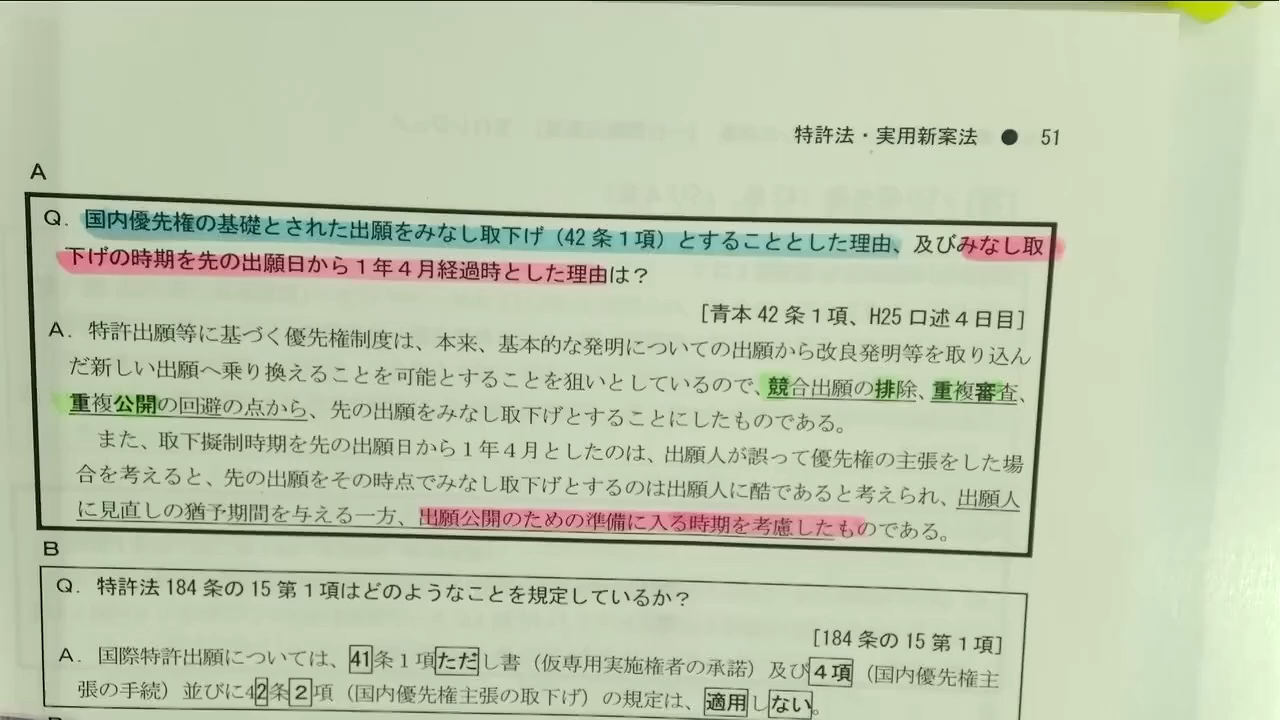 特許法・実用新案法 ● 51
A
Q. 国内優先権の基礎とされた出願をみなし取下げ（42条1項）とすることとした理由、及びみなし取
下げの時期を先の出願日から1年4月経過時とした理由は？
[青本42条1項、H25口述4日目]
A. 特許出願等に基づく優先権制度は、本来、基本的な発明についての出願から改良発明等を取り込ん
だ新しい出願へ乗り換えることを可能とすることを狙いとしているので、競合出願の排除、重複審査、
重複公開の回避の点から、先の出願をみなし取下げとすることにしたものである。
また、取下擬制時期を先の出願日から1年4月としたのは、出願人が誤って優先権の主張をした場
合を考えると、先の出願をその時点でみなし取下げとするのは出願人に酷であると考えられ、出願人
に見直しの猶予期間を与える一方、出願公開のための準備に入る時期を考慮したものである。
B
Q. 特許法184条の15第1項はどのようなことを規定しているか？
[184条の15第1項]
A. 国際特許出願については、41条1項ただし書（仮専用実施権者の承諾）及び4項（国内優先権主
張の手続）並びに42条2項（国内優先権主張の取下げ）の規定は、適用しない。